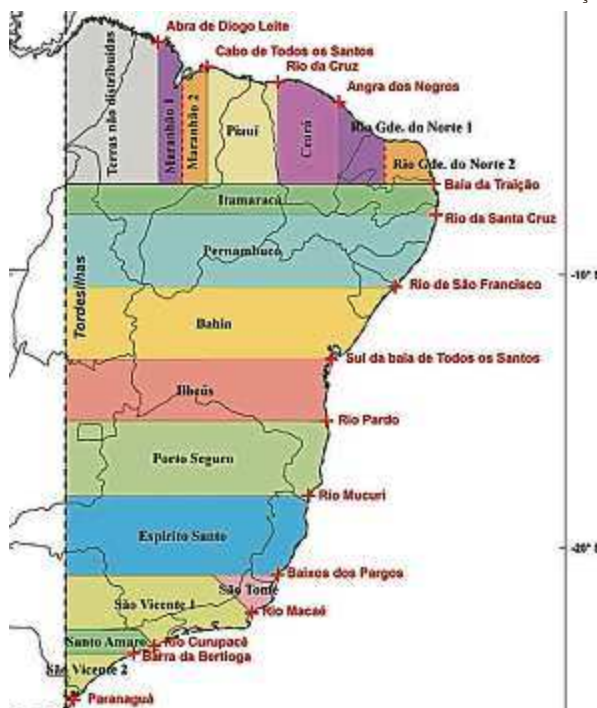 Abra de Diogo Leite
Cabo de Todos os Santos
Rio da Cruz
Angra dos Negros
Terras não distribuídas
Maranhão 1
Maranhão 2
Piauí
Ceará
Rio Gde. do Norte 1
Rio Gde. do Norte 2
Baia da Traição
Itamaracá
Rio da Santa Cruz
Pernambuco
Tordesilhas
-10°
Rio de São Francisco
Bahia
Sul da baia de Todos os Santos
Ilheús
Rio Pardo
Porto Seguro
Rio Mucuri
Espirito Santo
-20°
Baixos dos Pargos
São Tomé
São Vicente 1
Rio Macaé
Santo Amaro
Rio Curupacê
Barra da Bertioga
São Vicente 2
Paranaguá